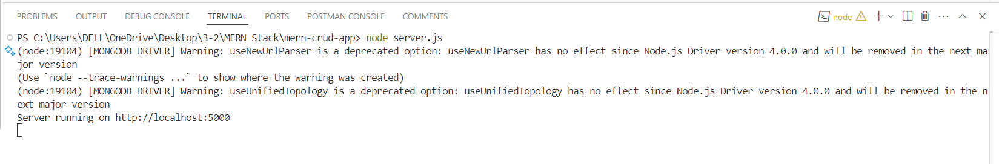 PROBLEMS OUTPUT DEBUG CONSOLE TERMINAL PORTS POSTMAN CONSOLE COMMENTS node
PS C:\Users\DELL\OneDrive\Desktop\3-2\MERN Stack\mern-crud-app> node server.js
(node:19104) [MONGODB DRIVER] Warning: useNewUrlParser is a deprecated option: useNewUrlParser has no effect since Node.js Driver version 4.0.0 and will be removed in the next ma
jor version
(Use `node --trace-warnings ...` to show where the warning was created)
(node:19104) [MONGODB DRIVER] Warning: useUnifiedTopology is a deprecated option: useUnifiedTopology has no effect since Node.js Driver version 4.0.0 and will be removed in the n
ext major version
Server running on http://localhost:5000